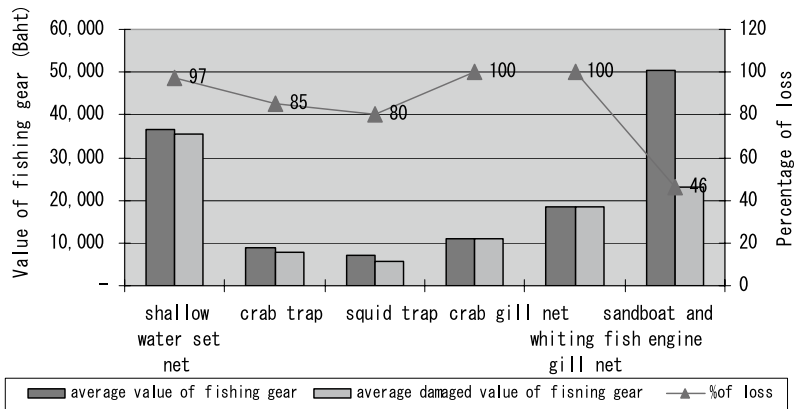 Value of fishing gear (Baht)
60,000
50,000
40,000
30,000
20,000
10,000
-
97
85
80
100
100
46
120
100
80
60
40
20
0
Percentage of loss
shallow
water set
net
crab trap
squid trap
crab gill net
whiting fish
gill net
sandboat and
engine
average value of fishing gear
average damaged value of fisning gear
%of loss